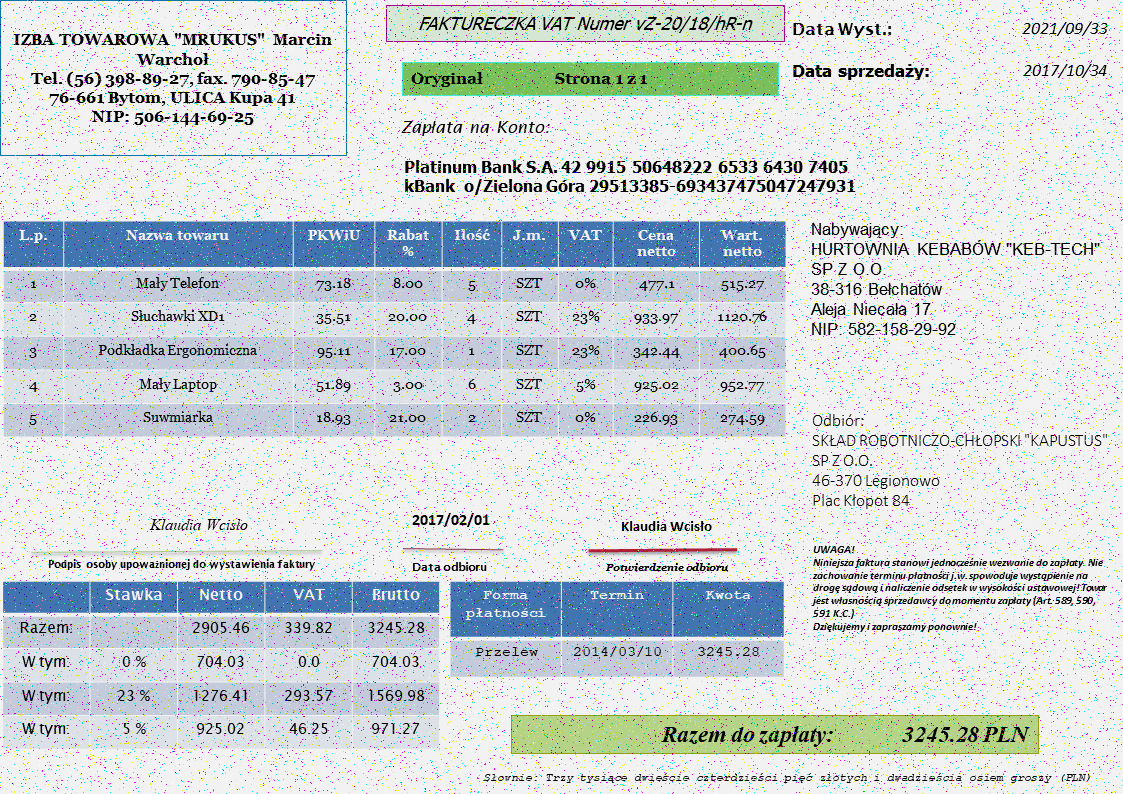 IZBA TOWAROWA "MRUKUS" Marcin
Warchoł
Tel. (56) 398-89-27, fax. 790-85-47
76-661 Bytom, ULICA Kupa 41
NIP: 506-144-69-25
FAKTURECZKA VAT Numer vZ-20/18/hR-n
Oryginał Strona 1 z 1
Data Wyst.: 2021/09/33
Data sprzedaży: 2017/10/34
Zapłata na Konto:
Platinum Bank S.A. 42 9915 50648222 6533 6430 7405
kBank o/Zielona Góra 29513385-693437475047247931
L.p. Nazwa towaru PKWiU Rabat % Ilość J.m. VAT Cena netto Wart. netto
1 Mały Telefon 73.18 8.00 5 SZT 0% 477.1 515.27
2 Słuchawki XD1 35.51 20.00 4 SZT 23% 933.97 1120.76
3 Podkładka Ergonomiczna 95.11 17.00 1 SZT 23% 342.44 400.65
4 Mały Laptop 51.89 3.00 6 SZT 5% 925.02 952.77
5 Suwmiarka 18.93 21.00 2 SZT 0% 226.93 274.59
Nabywający:
HURTOWNIA KEBABÓW "KEB-TECH"
SP Z O.O.
38-316 Bełchatów
Aleja Niecała 17
NIP: 582-158-29-92
Odbiór:
SKŁAD ROBOTNICZO-CHŁOPSKI "KAPUSTUS"
SP Z O.O.
46-370 Legionowo
Plac Kłopot 84
Klaudia Wcisło
Podpis osoby upoważnionej do wystawienia faktury
2017/02/01
Data odbioru
Klaudia Wcisło
Potwierdzenie odbioru
UWAGA!
Niniejsza faktura stanowi jednocześnie wezwanie do zapłaty. Nie
zachowanie terminu płatności j.w. spowoduje wystąpienie na
drogę sądową i naliczenie odsetek w wysokości ustawowej! Towar
jest własnością sprzedawcy do momentu zapłaty (Art. 589, 590,
591 K.C.)
Dziękujemy i zapraszamy ponownie!
Stawka Netto VAT Brutto
Razem: 2905.46 339.82 3245.28
W tym: 0 % 704.03 0.0 704.03
W tym: 23 % 1276.41 293.57 1569.98
W tym: 5 % 925.02 46.25 971.27
Forma płatności Termin Kwota
Przelew 2014/03/10 3245.28
Razem do zapłaty: 3245.28 PLN
Słownie: Trzy tysiące dwieście czterdzieści pięć złotych i dwadzieścia osiem groszy (PLN)